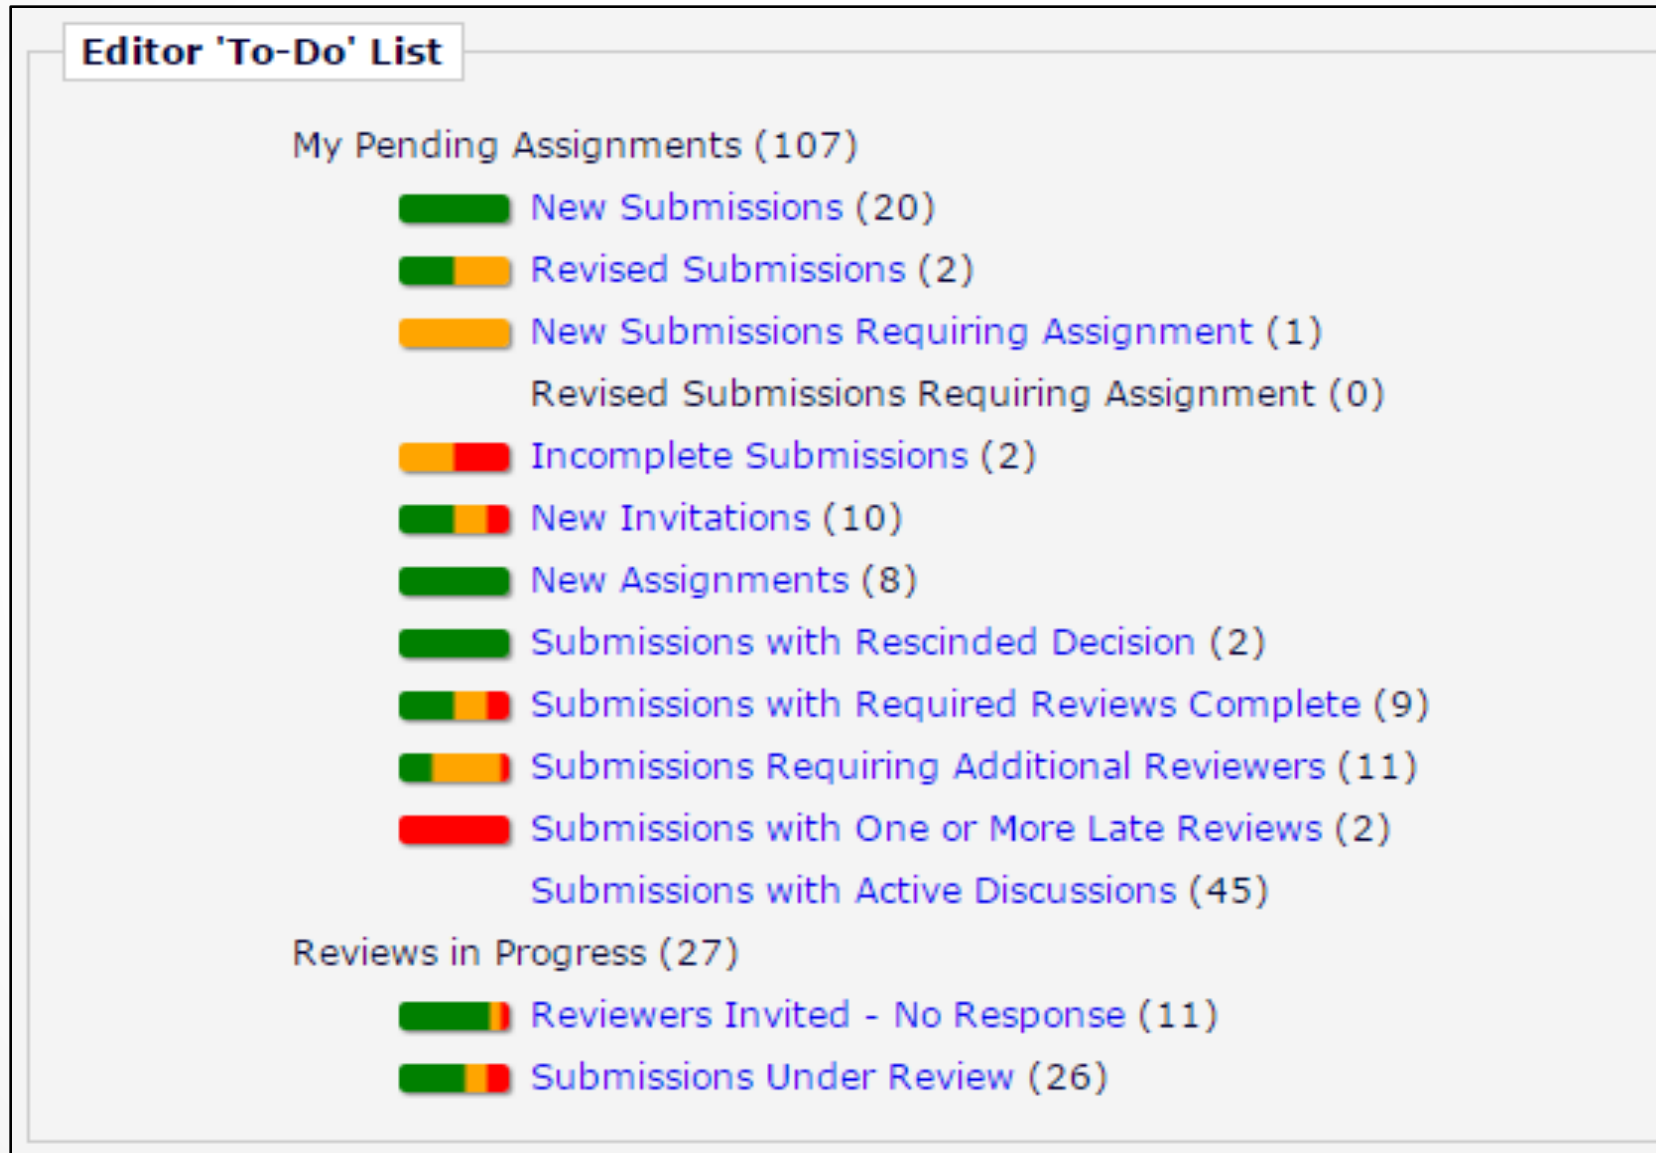 Editor 'To-Do' List
My Pending Assignments (107)
New Submissions (20)
Revised Submissions (2)
New Submissions Requiring Assignment (1)
Revised Submissions Requiring Assignment (0)
Incomplete Submissions (2)
New Invitations (10)
New Assignments (8)
Submissions with Rescinded Decision (2)
Submissions with Required Reviews Complete (9)
Submissions Requiring Additional Reviewers (11)
Submissions with One or More Late Reviews (2)
Submissions with Active Discussions (45)
Reviews in Progress (27)
Reviewers Invited - No Response (11)
Submissions Under Review (26)